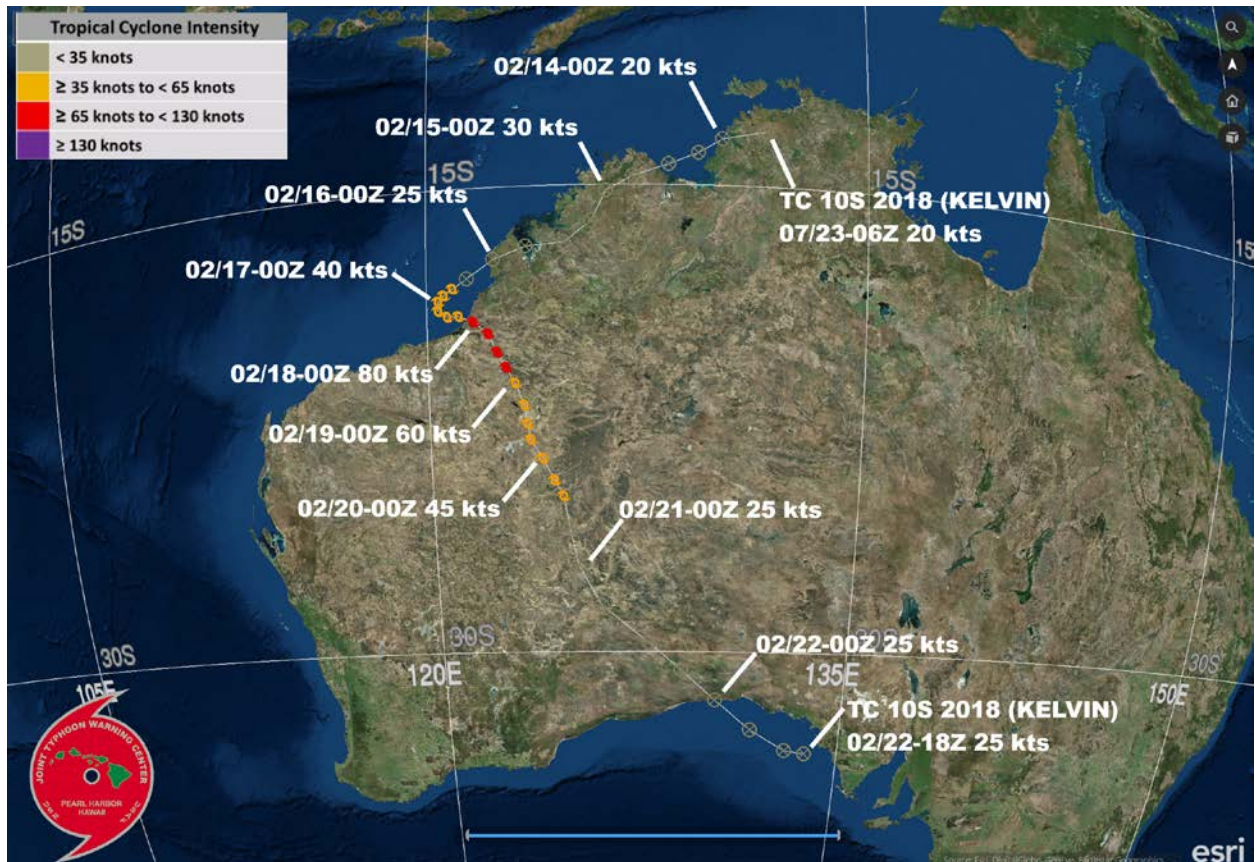 Tropical Cyclone Intensity
< 35 knots
≥ 35 knots to < 65 knots
≥ 65 knots to < 130 knots
≥ 130 knots
02/14-00Z 20 kts
02/15-00Z 30 kts
15S
15S
02/16-00Z 25 kts
TC 10S 2018 (KELVIN)
07/23-06Z 20 kts
15S
15
02/17-00Z 40 kts
02/18-00Z 80 kts
02/19-00Z 60 kts
02/20-00Z 45 kts
02/21-00Z 25 kts
30S
30S
30S
02/22-00Z 25 kts
105E
120E
135E
150E
TC 10S 2018 (KELVIN)
02/22-18Z 25 kts
JOINT TYPHOON WARNING CENTER
PEARL HARBOR
HAWAII
esri